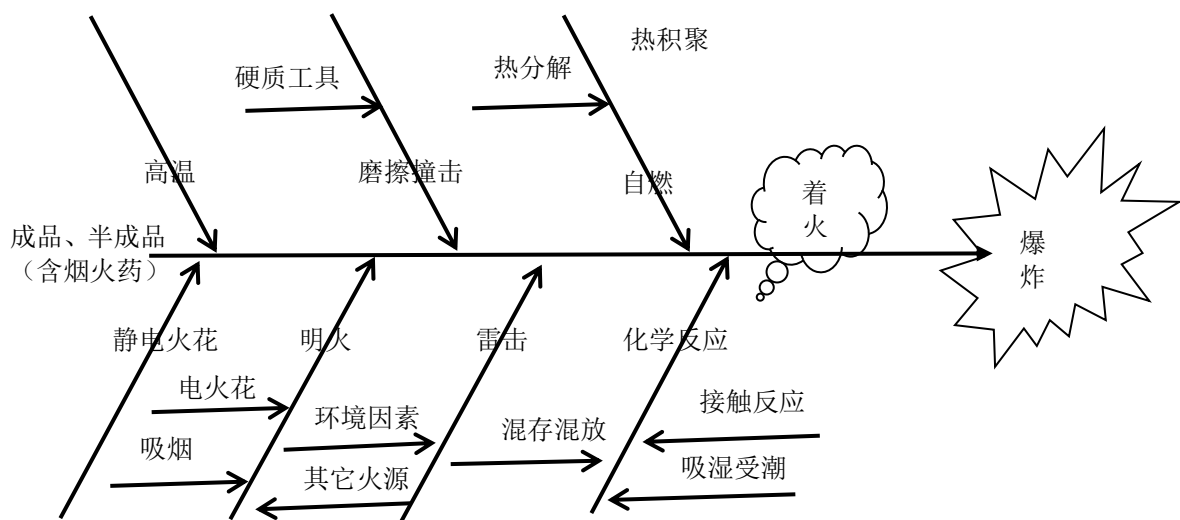 热积聚
热分解
硬质工具
高温
磨擦撞击
自燃
着
火
成品、半成品
（含烟火药）
爆
炸
静电火花
明火
雷击
化学反应
电火花
环境因素
接触反应
混存混放
吸烟
其它火源
吸湿受潮